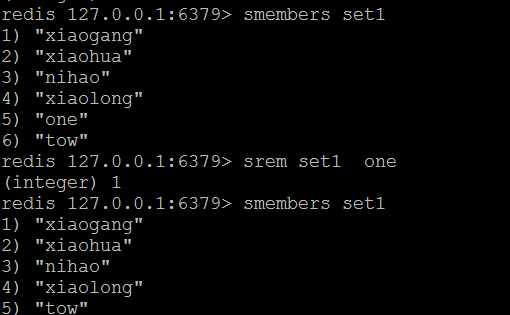 redis 127.0.0.1:6379> smembers set1
1) "xiaogang"
2) "xiaohua"
3) "nihao"
4) "xiaolong"
5) "one"
6) "tow"
redis 127.0.0.1:6379> srem set1  one
(integer) 1
redis 127.0.0.1:6379> smembers set1
1) "xiaogang"
2) "xiaohua"
3) "nihao"
4) "xiaolong"
5) "tow"